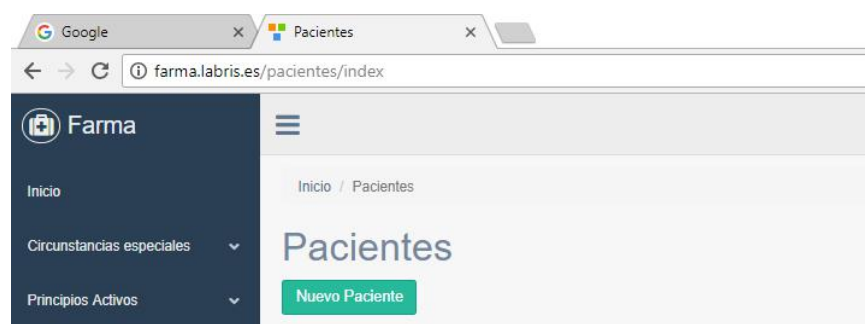 Google
Pacientes
farma.labris.es/pacientes/index
Farma
Inicio / Pacientes
Inicio
Circunstancias especiales
Pacientes
Nuevo Paciente
Principios Activos